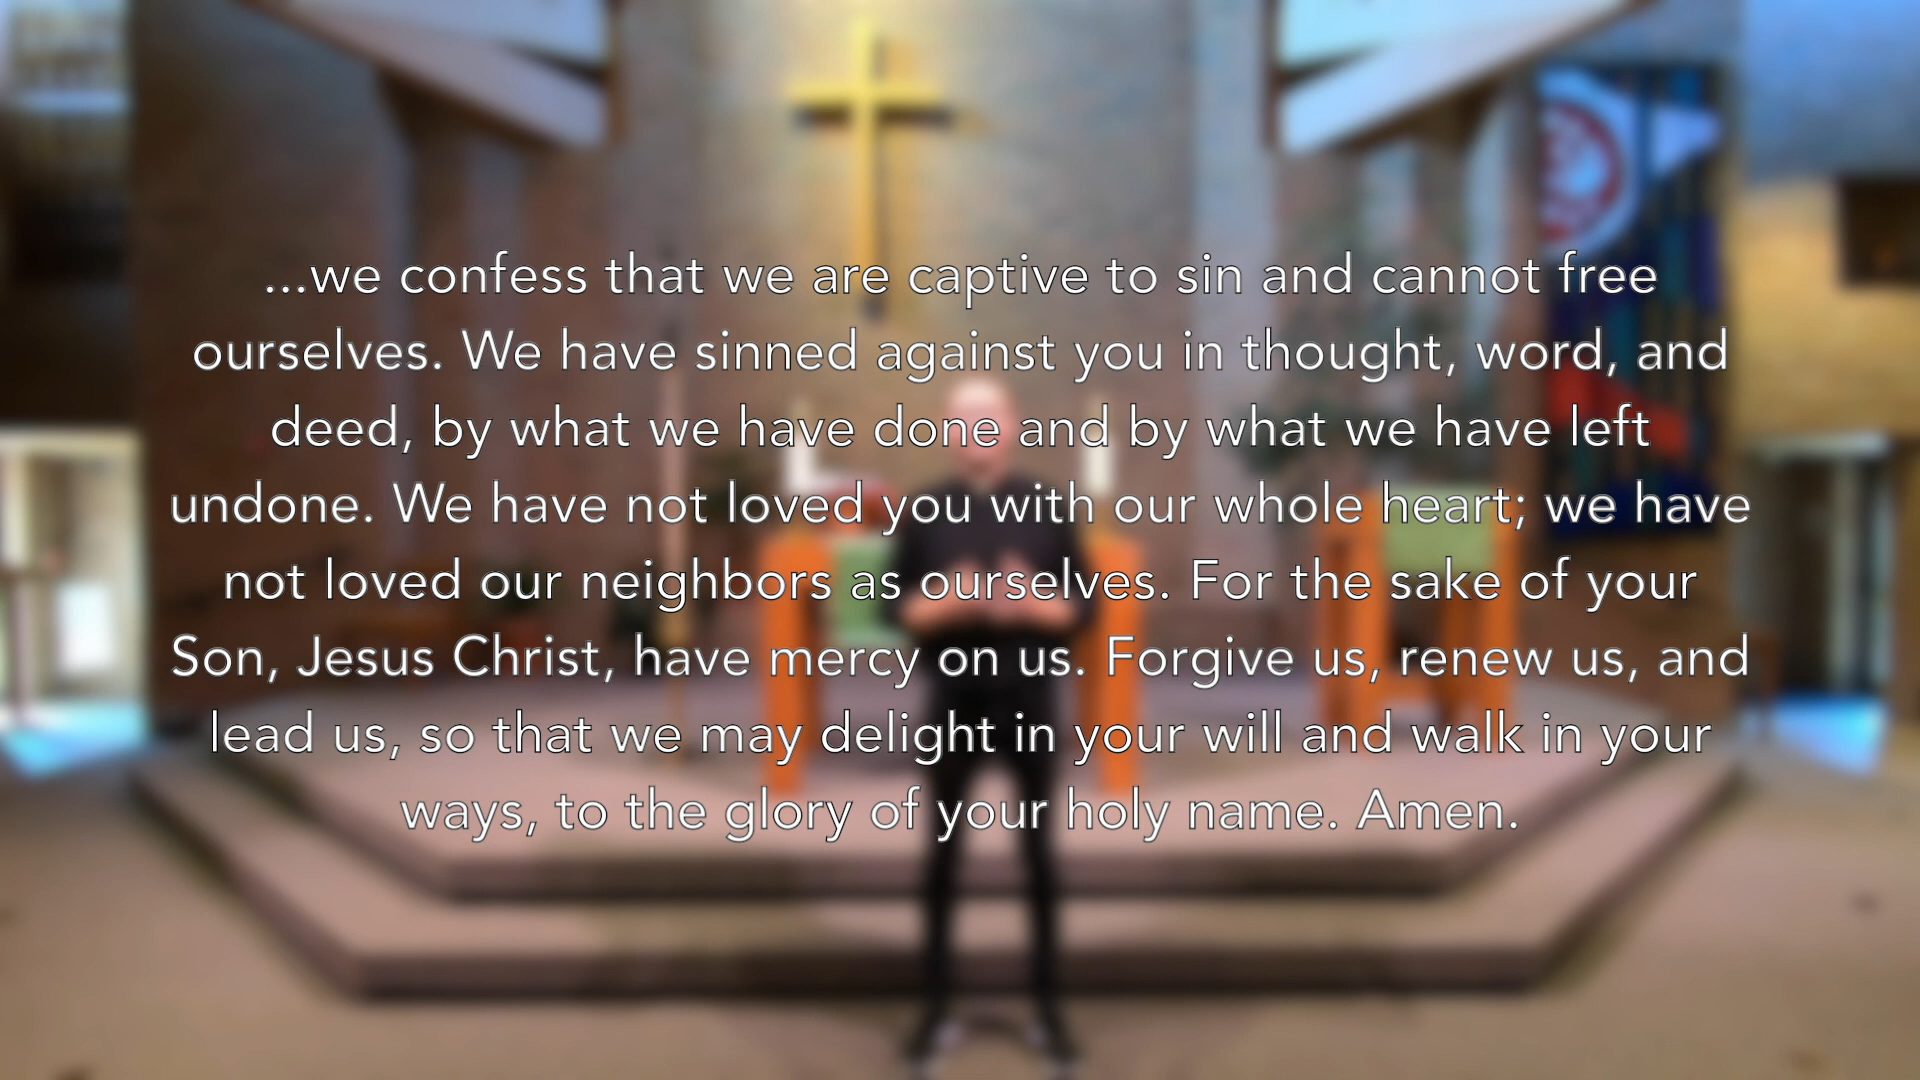 ...we confess that we are captive to sin and cannot free
ourselves. We have sinned against you in thought, word, and
deed, by what we have done and by what we have left
undone. We have not loved you with our whole heart; we have
not loved our neighbors as ourselves. For the sake of your
Son, Jesus Christ, have mercy on us. Forgive us, renew us, and
lead us, so that we may delight in your will and walk in your
ways, to the glory of your holy name. Amen.